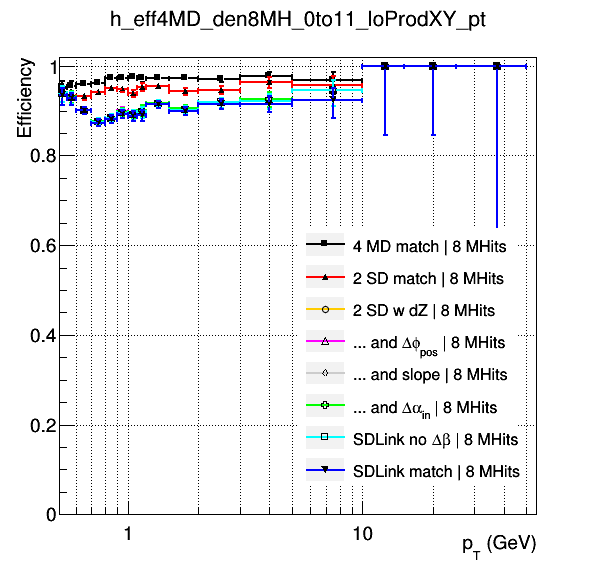 h_eff4MD_den8MH_0to11_loProdXY_pt
Efficiency
1
0.8
0.6
0.4
0.2
0
4 MD match | 8 MHits
2 SD match | 8 MHits
2 SD w dZ | 8 MHits
... and Δϕpos | 8 MHits
... and slope | 8 MHits
... and Δαin | 8 MHits
SDLink no Δβ | 8 MHits
SDLink match | 8 MHits
1
10
pT (GeV)